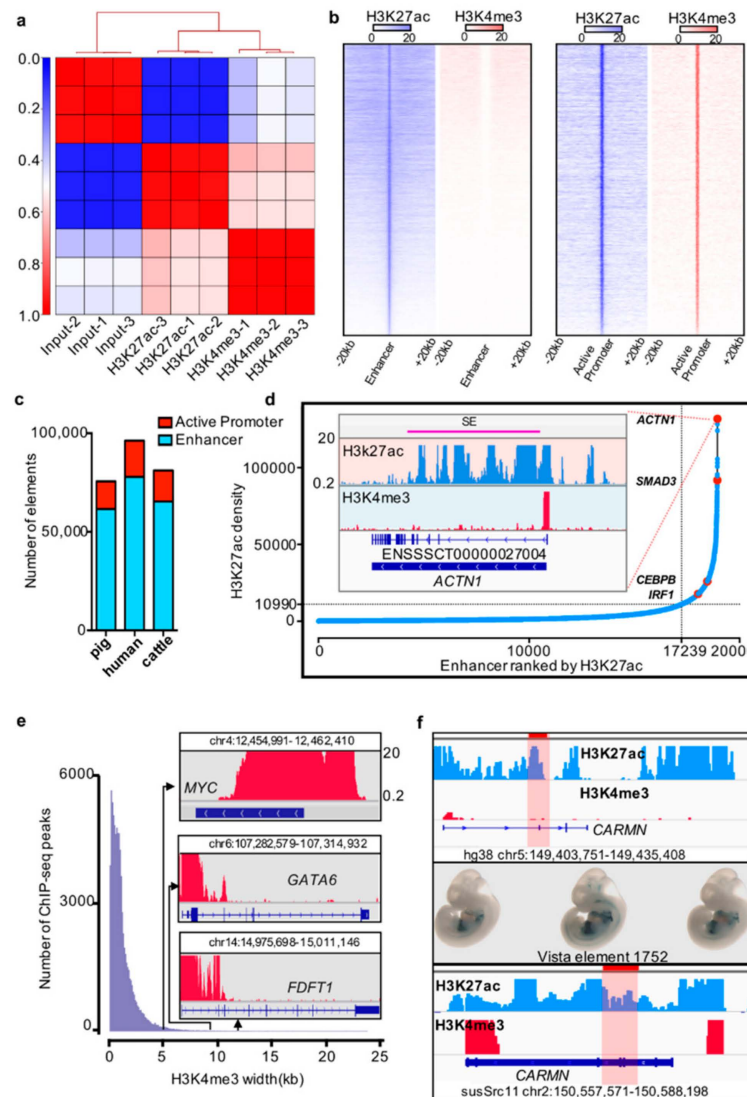 a
0.0
0.2
0.4
0.6
0.8
1.0
Input-2
Input-1
Input-3
H3K27ac-3
H3K27ac-1
H3K27ac-2
H3K4me3-1
H3K4me3-2
H3K4me3-3
b
H3K27ac H3K4me3
0 20 0 20
H3K27ac H3K4me3
0 20 0 20
-20kb Enhancer +20kb -20kb Enhancer +20kb
-20kb Active Promoter +20kb -20kb Active Promoter +20kb
c
Active Promoter
Enhancer
Number of elements
100,000
50,000
0
pig
human
cattle
d
H3K27ac density
100000
50000
10990
0
SE
20
H3k27ac
0.2
H3K4me3
ENSSSCT00000027004
ACTN1
ACTN1
SMAD3
CEBPB
IRF1
0 10000 17239 2000
Enhancer ranked by H3K27ac
e
Number of ChIP-seq peaks
6000
3000
0
chr4:12,454,991-12,462,410
20
MYC
0.2
chr6:107,282,579-107,314,932
GATA6
chr14:14,975,698-15,011,146
FDFT1
0 5 10 15 20 25
H3K4me3 width(kb)
f
H3K27ac
H3K4me3
CARMN
hg38 chr5:149,403,751-149,435,408
Vista element 1752
H3K27ac
H3K4me3
CARMN
susSrc11 chr2:150,557,571-150,588,198